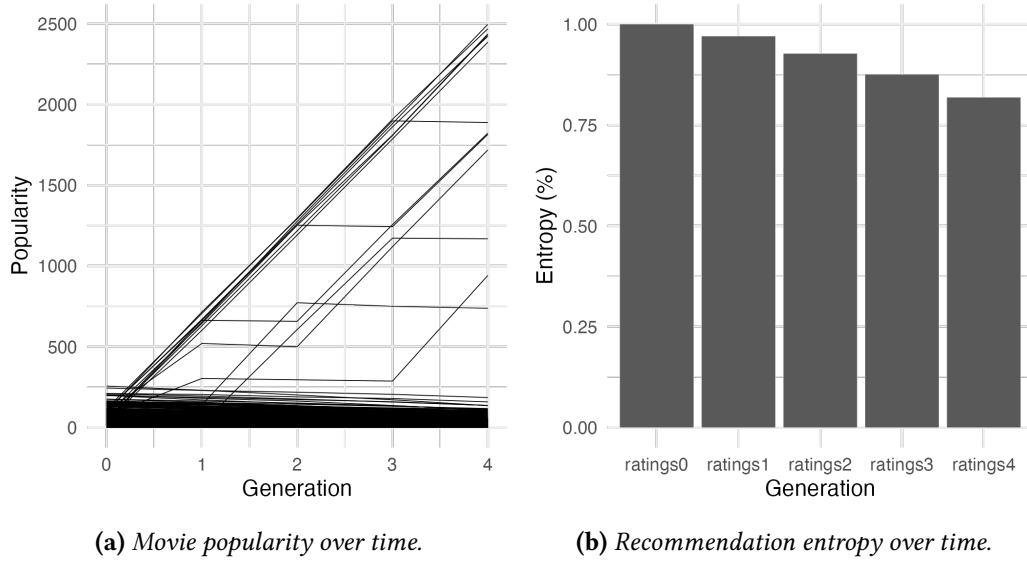 2500
2000
1500
1000
500
0
Popularity
0 1 2 3 4
Generation
(a) Movie popularity over time.
1.00
0.75
0.50
0.25
0.00
Entropy (%)
ratings0 ratings1 ratings2 ratings3 ratings4
Generation
(b) Recommendation entropy over time.